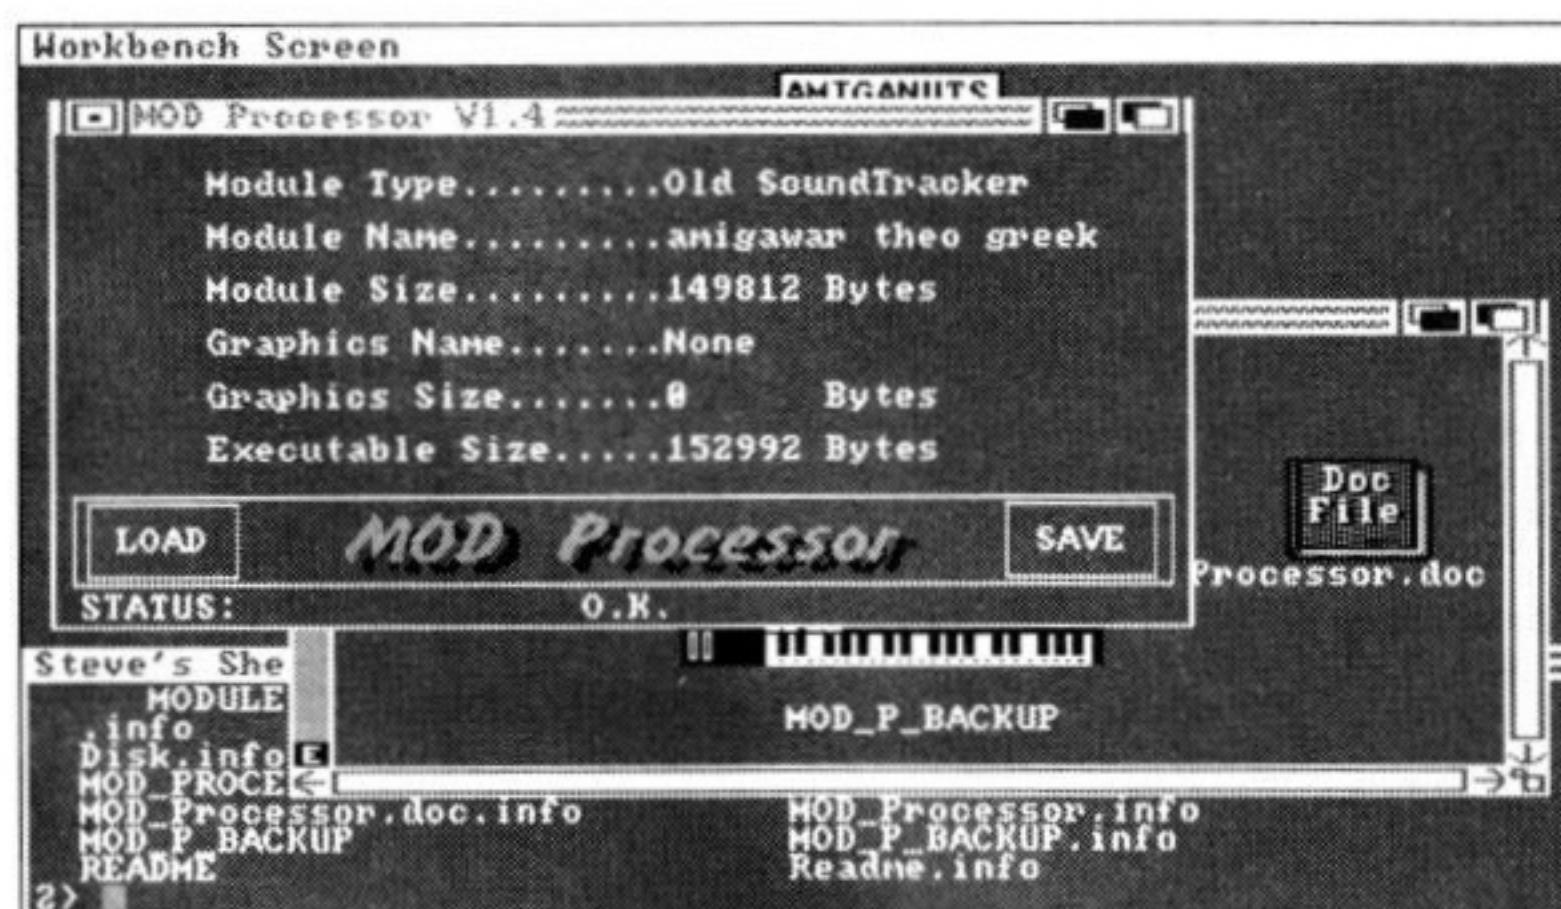 Workbench Screen
AMIGANUTS
MOD Processor V1.4
Module Type.........Old SoundTracker
Module Name.........amigawar theo greek
Module Size.........149812 Bytes
Graphics Name.......None
Graphics Size.......0 Bytes
Executable Size.....152992 Bytes
LOAD MOD Processor SAVE
STATUS: O.K.
Doc
File
Processor.doc
MOD_P_BACKUP
Steve's She
MODULE
.info
Disk.info
MOD_PROCE
MOD_Processor.doc.info MOD_Processor.info
MOD_P_BACKUP MOD_P_BACKUP.info
README Readme.info
2>